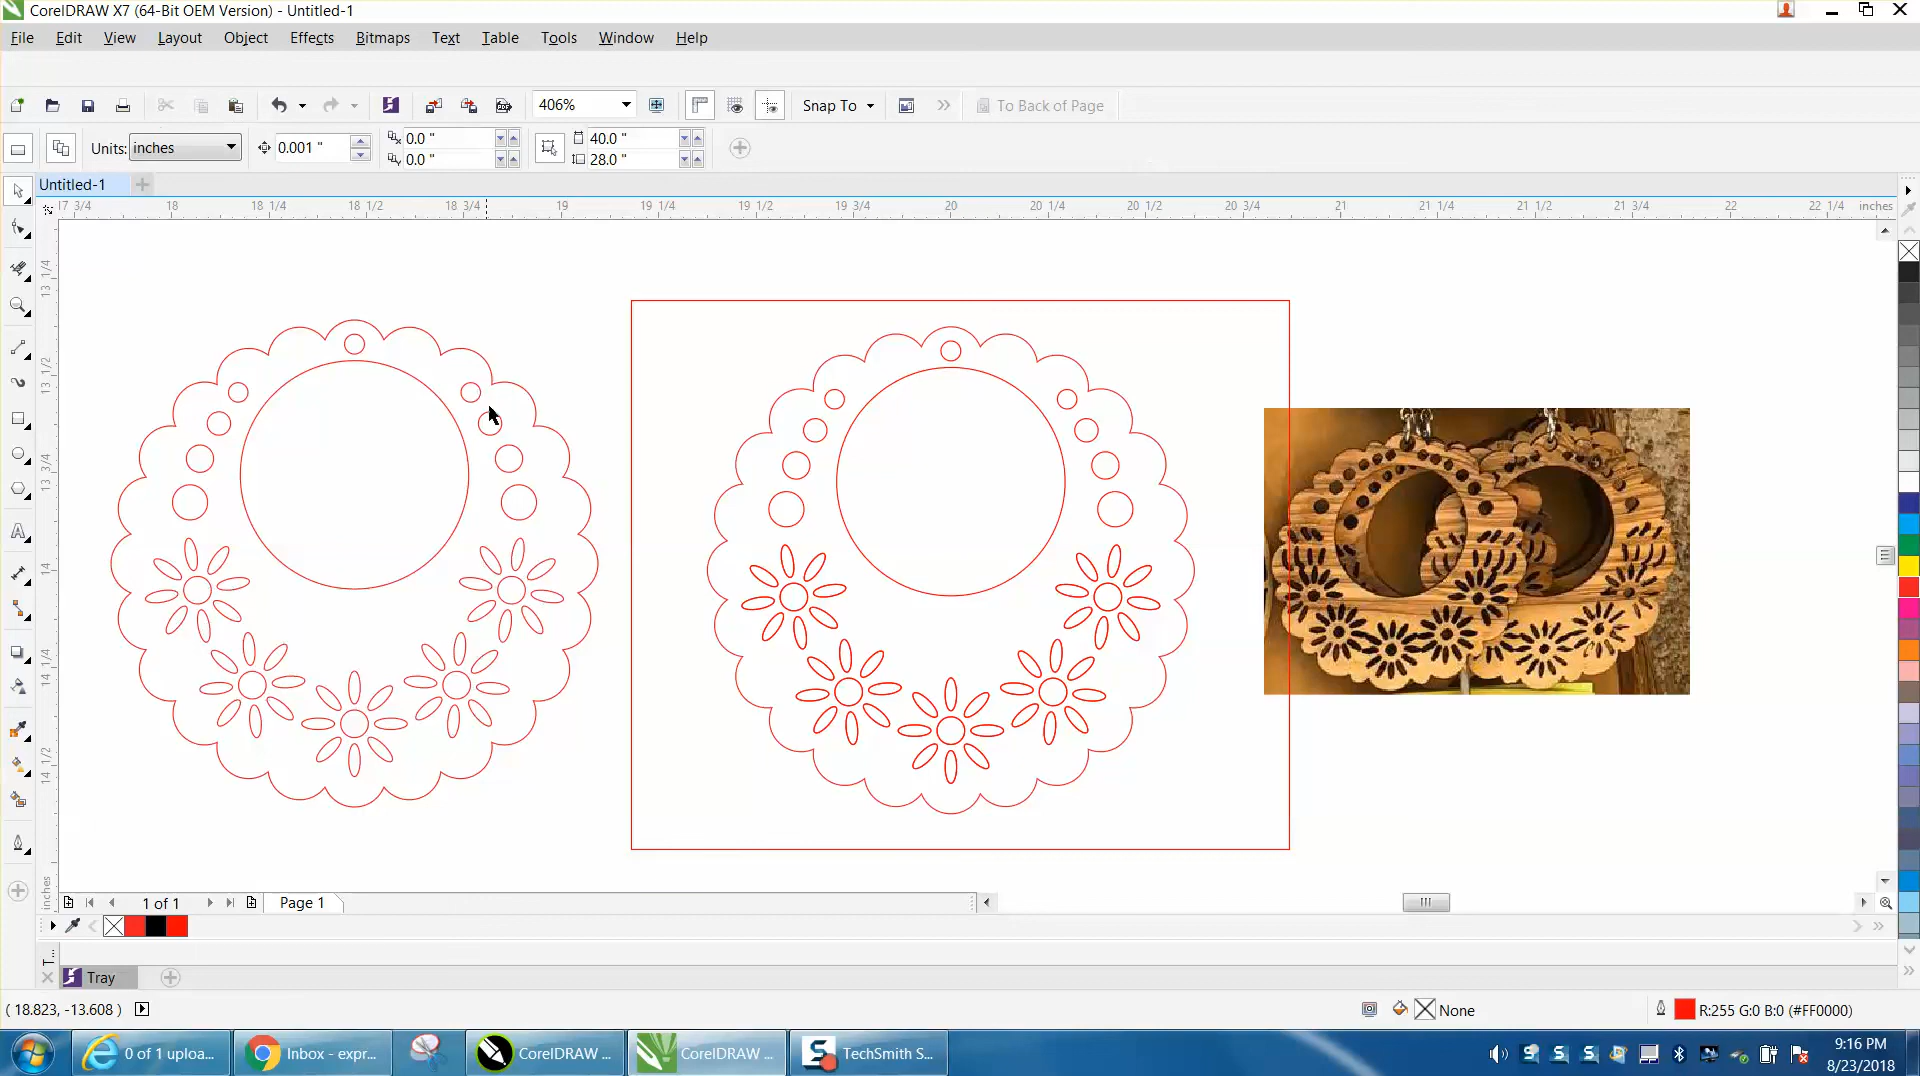 CorelDRAW X7 (64-Bit OEM Version) - Untitled-1
File Edit View Layout Object Effects Bitmaps Text Table Tools Window Help
406% Snap To To Back of Page
Units: inches 0.001 " 0.0 " 40.0 "
0.0 " 28.0 "
Untitled-1
17 3/4 18 18 1/4 18 1/2 18 3/4 19 19 1/4 19 1/2 19 3/4 20 20 1/4 20 1/2 20 3/4 21 21 1/4 21 1/2 21 3/4 22 22 1/4 inches
13 1/4
13 1/2
13 3/4
14
14 1/4
14 1/2
inches
1 of 1 Page 1
Tray
( 18.823, -13.608 ) None R:255 G:0 B:0 (#FF0000)
0 of 1 uploa... Inbox - expr... CorelDRAW ... CorelDRAW ... TechSmith S...
9:16 PM
8/23/2018